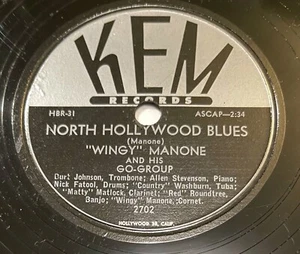 KEM
RECORDS
HBR-31 ASCAP—2:34
NORTH HOLLYWOOD BLUES
(Manone)
"WINGY" MANONE
AND HIS
GO-GROUP
Burt Johnson, Trombone; Allen Stevenson, Piano;
Nick Fatool, Drums; "Country" Washburn, Tuba;
"Matty" Matlock, Clarinet; "Red" Roundtree,
Banjo; "Wingy" Manone, Cornet.
2702
HOLLYWOOD 28, CALIF.